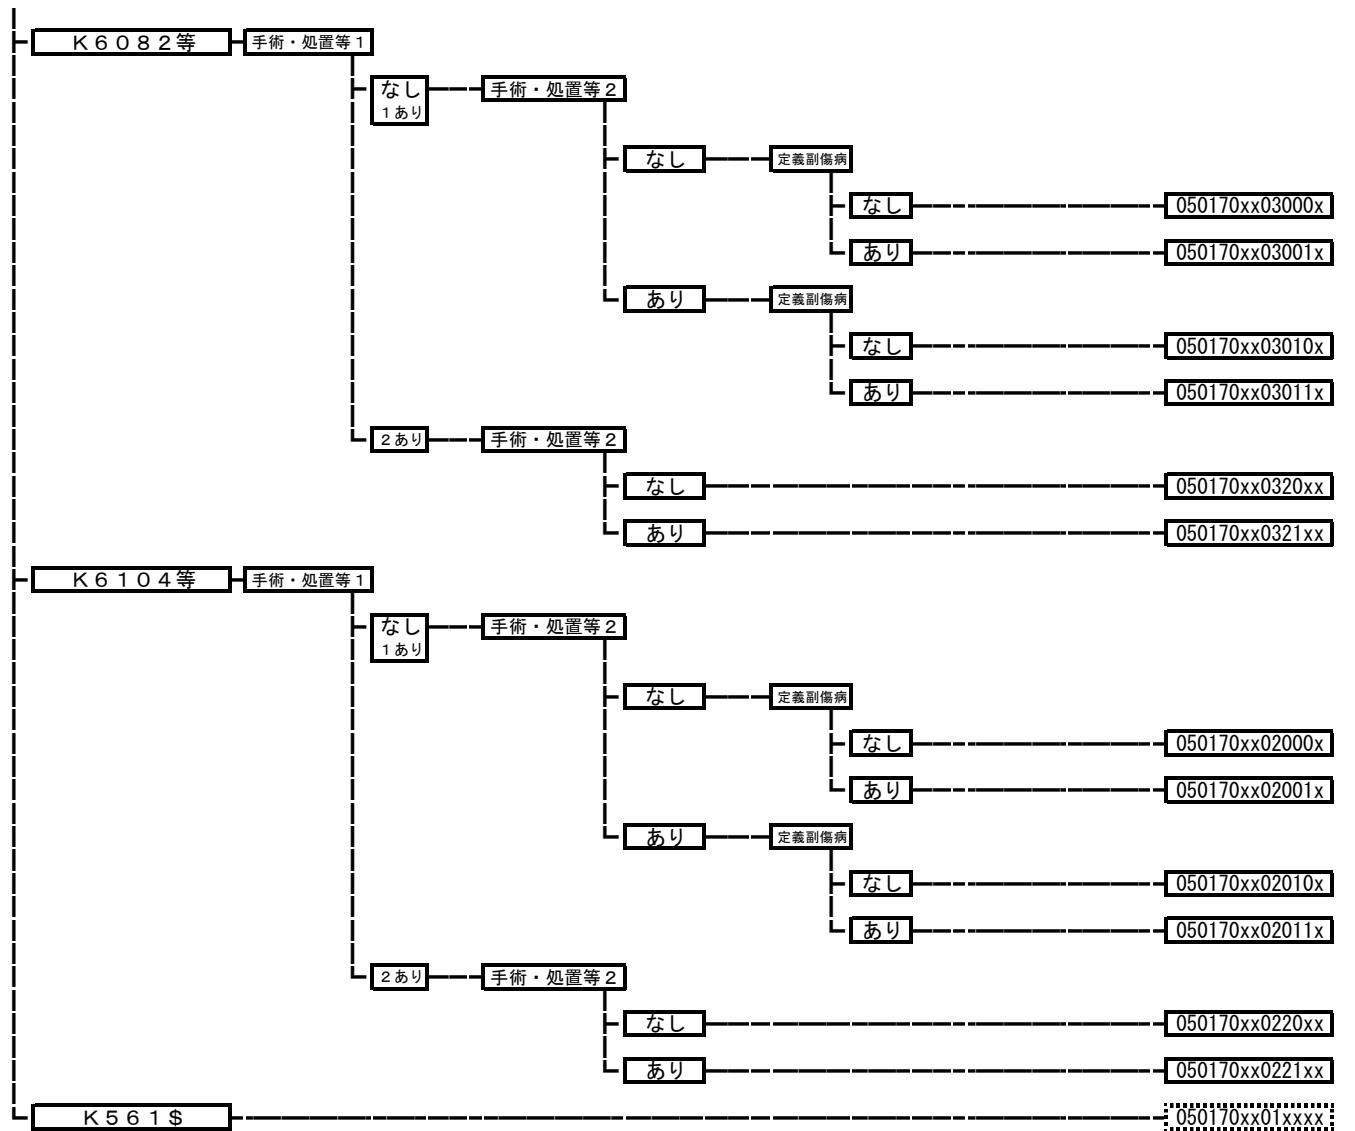 K6082等 手術・処置等1
なし 手術・処置等2
1あり
なし 定義副傷病
なし 050170xx03000x
あり 050170xx03001x
あり 定義副傷病
なし 050170xx03010x
あり 050170xx03011x
2あり 手術・処置等2
なし 050170xx0320xx
あり 050170xx0321xx
K6104等 手術・処置等1
なし 手術・処置等2
1あり
なし 定義副傷病
なし 050170xx02000x
あり 050170xx02001x
あり 定義副傷病
なし 050170xx02010x
あり 050170xx02011x
2あり 手術・処置等2
なし 050170xx0220xx
あり 050170xx0221xx
K561$ 050170xx01xxxx